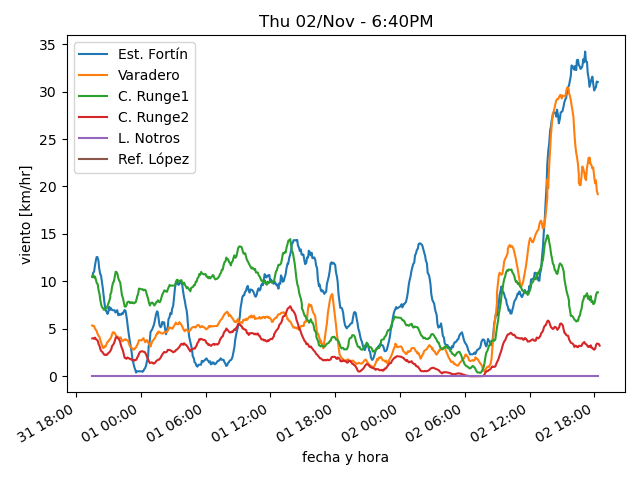 Thu 02/Nov - 6:40PM
Est. Fortín
Varadero
C. Runge1
C. Runge2
L. Notros
Ref. López
viento [km/hr]
35
30
25
20
15
10
5
0
31 18:00
01 00:00
01 06:00
01 12:00
01 18:00
02 00:00
02 06:00
02 12:00
02 18:00
fecha y hora